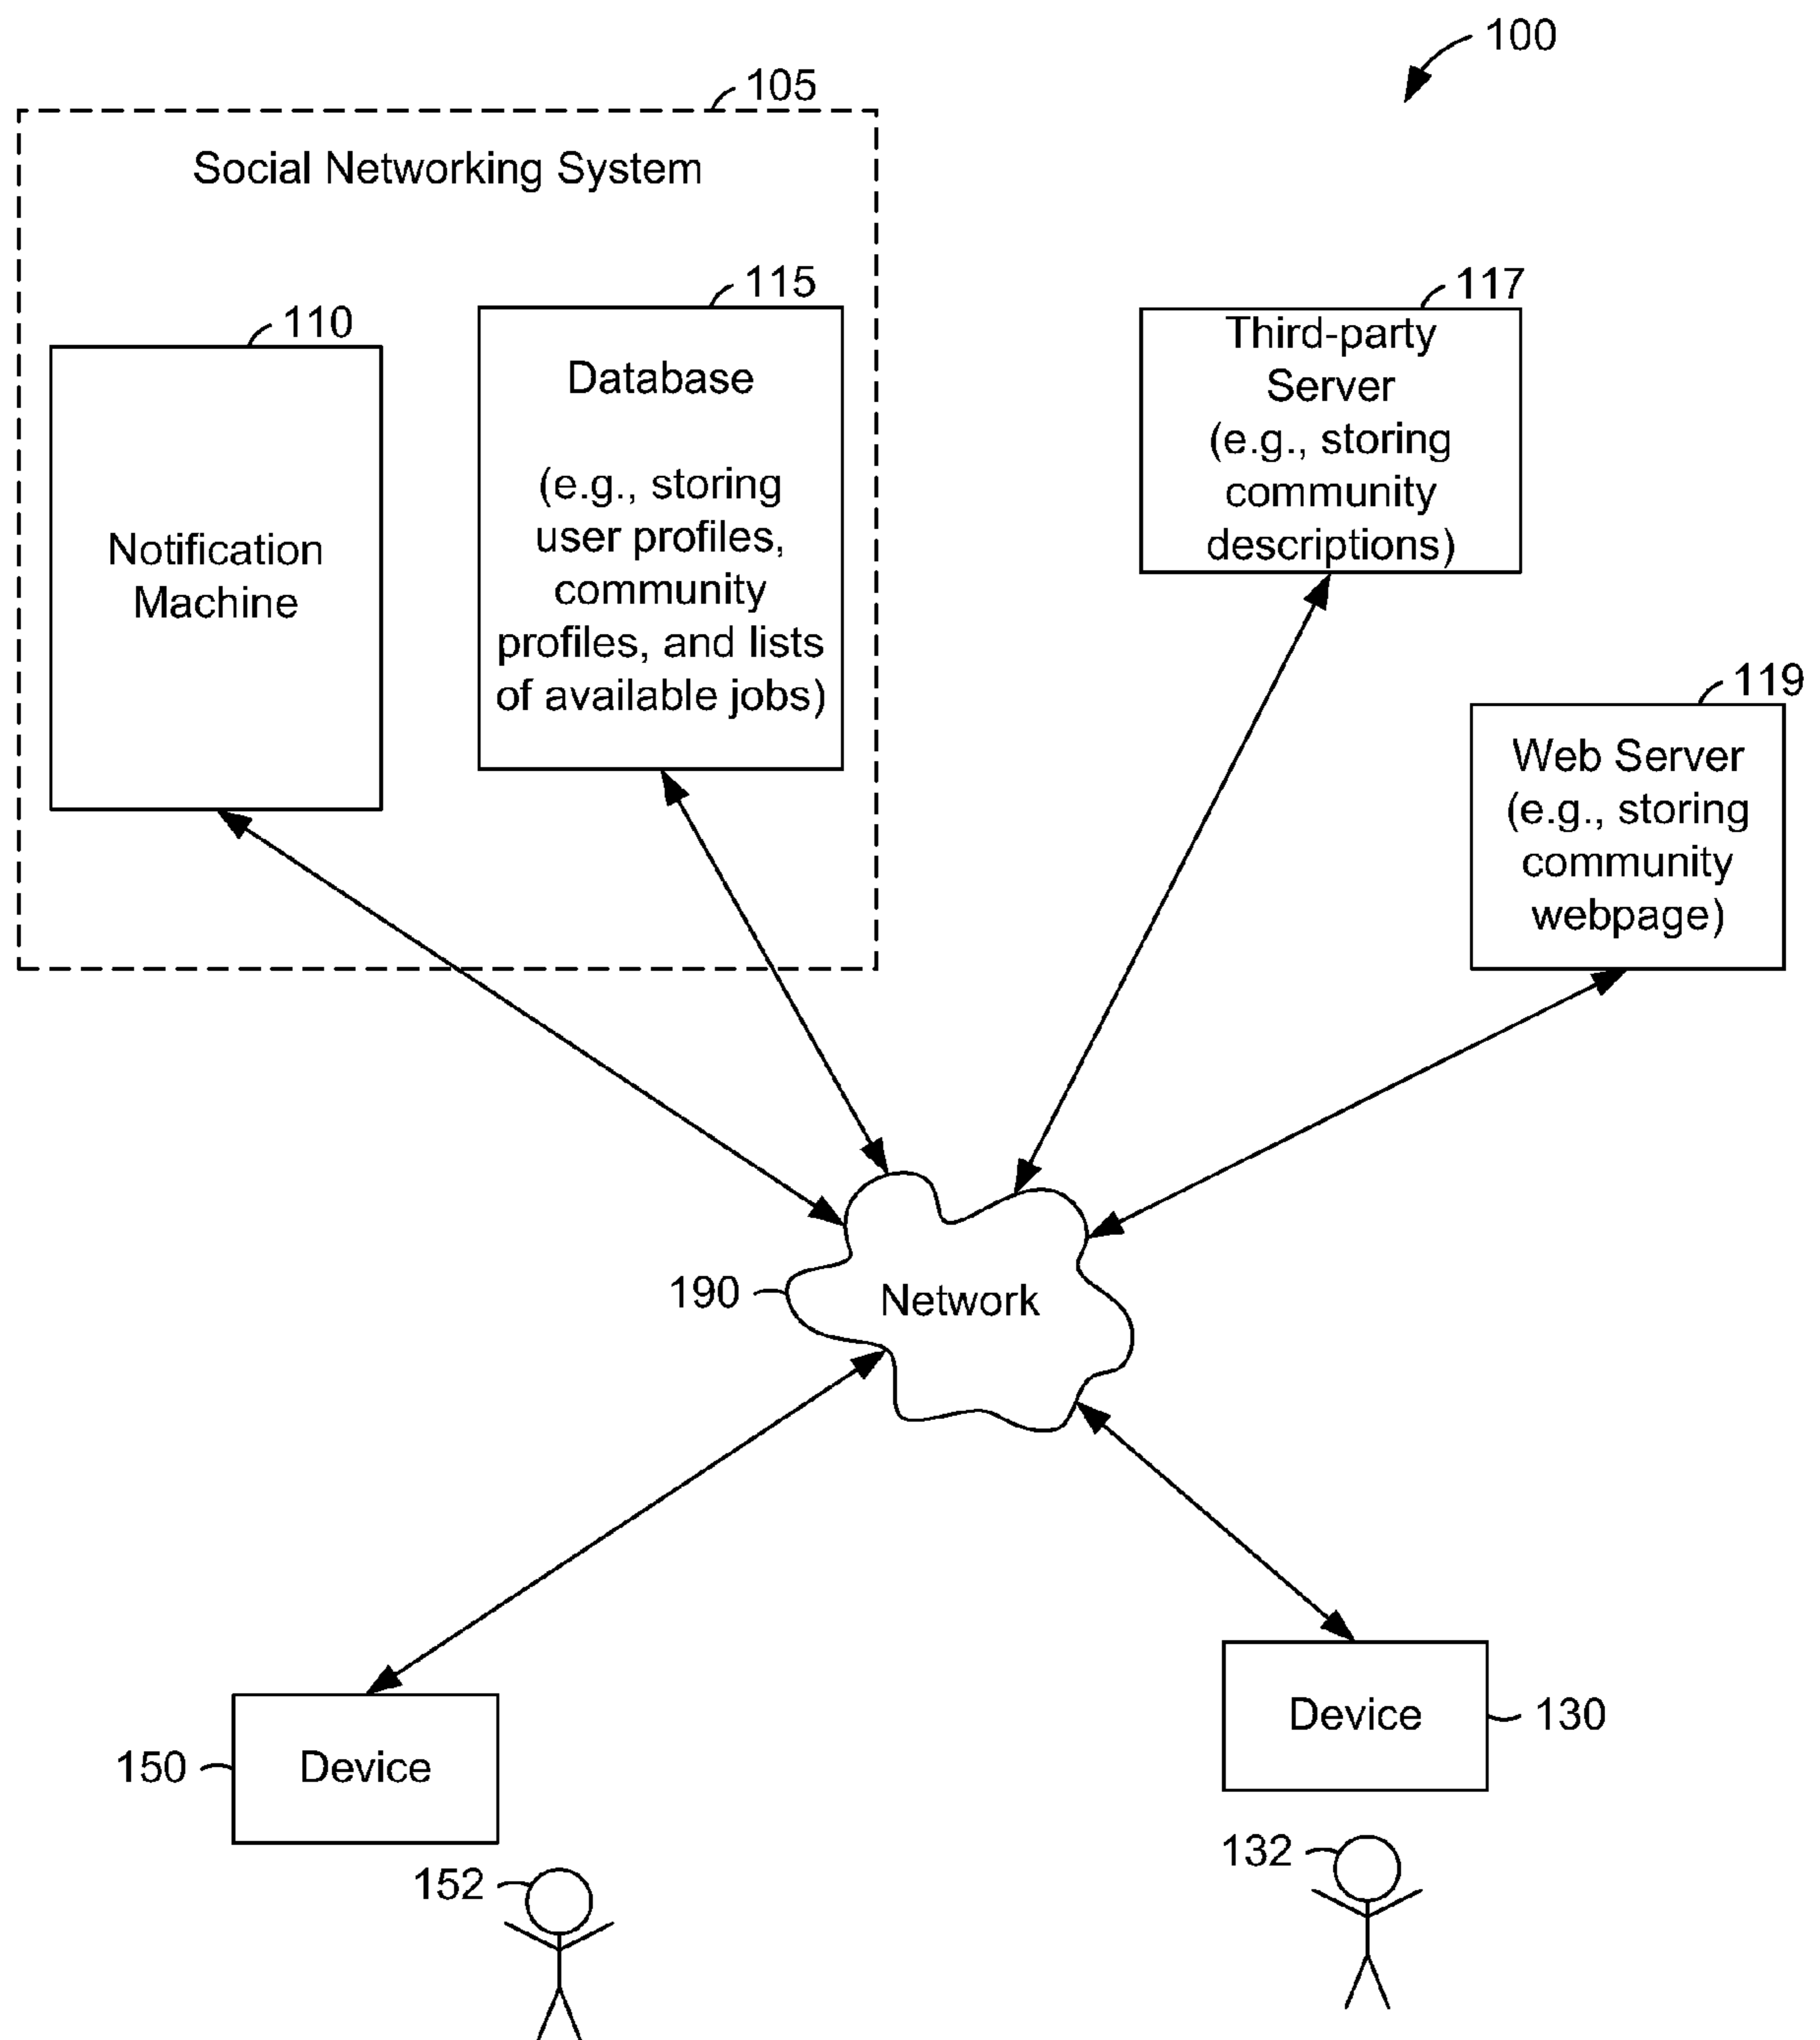 100
105
Social Networking System
110
Notification
Machine
115
Database
(e.g., storing
user profiles,
community
profiles, and lists
of available jobs)
117
Third-party
Server
(e.g., storing
community
descriptions)
119
Web Server
(e.g., storing
community
webpage)
190
Network
150
Device
152
Device
130
132